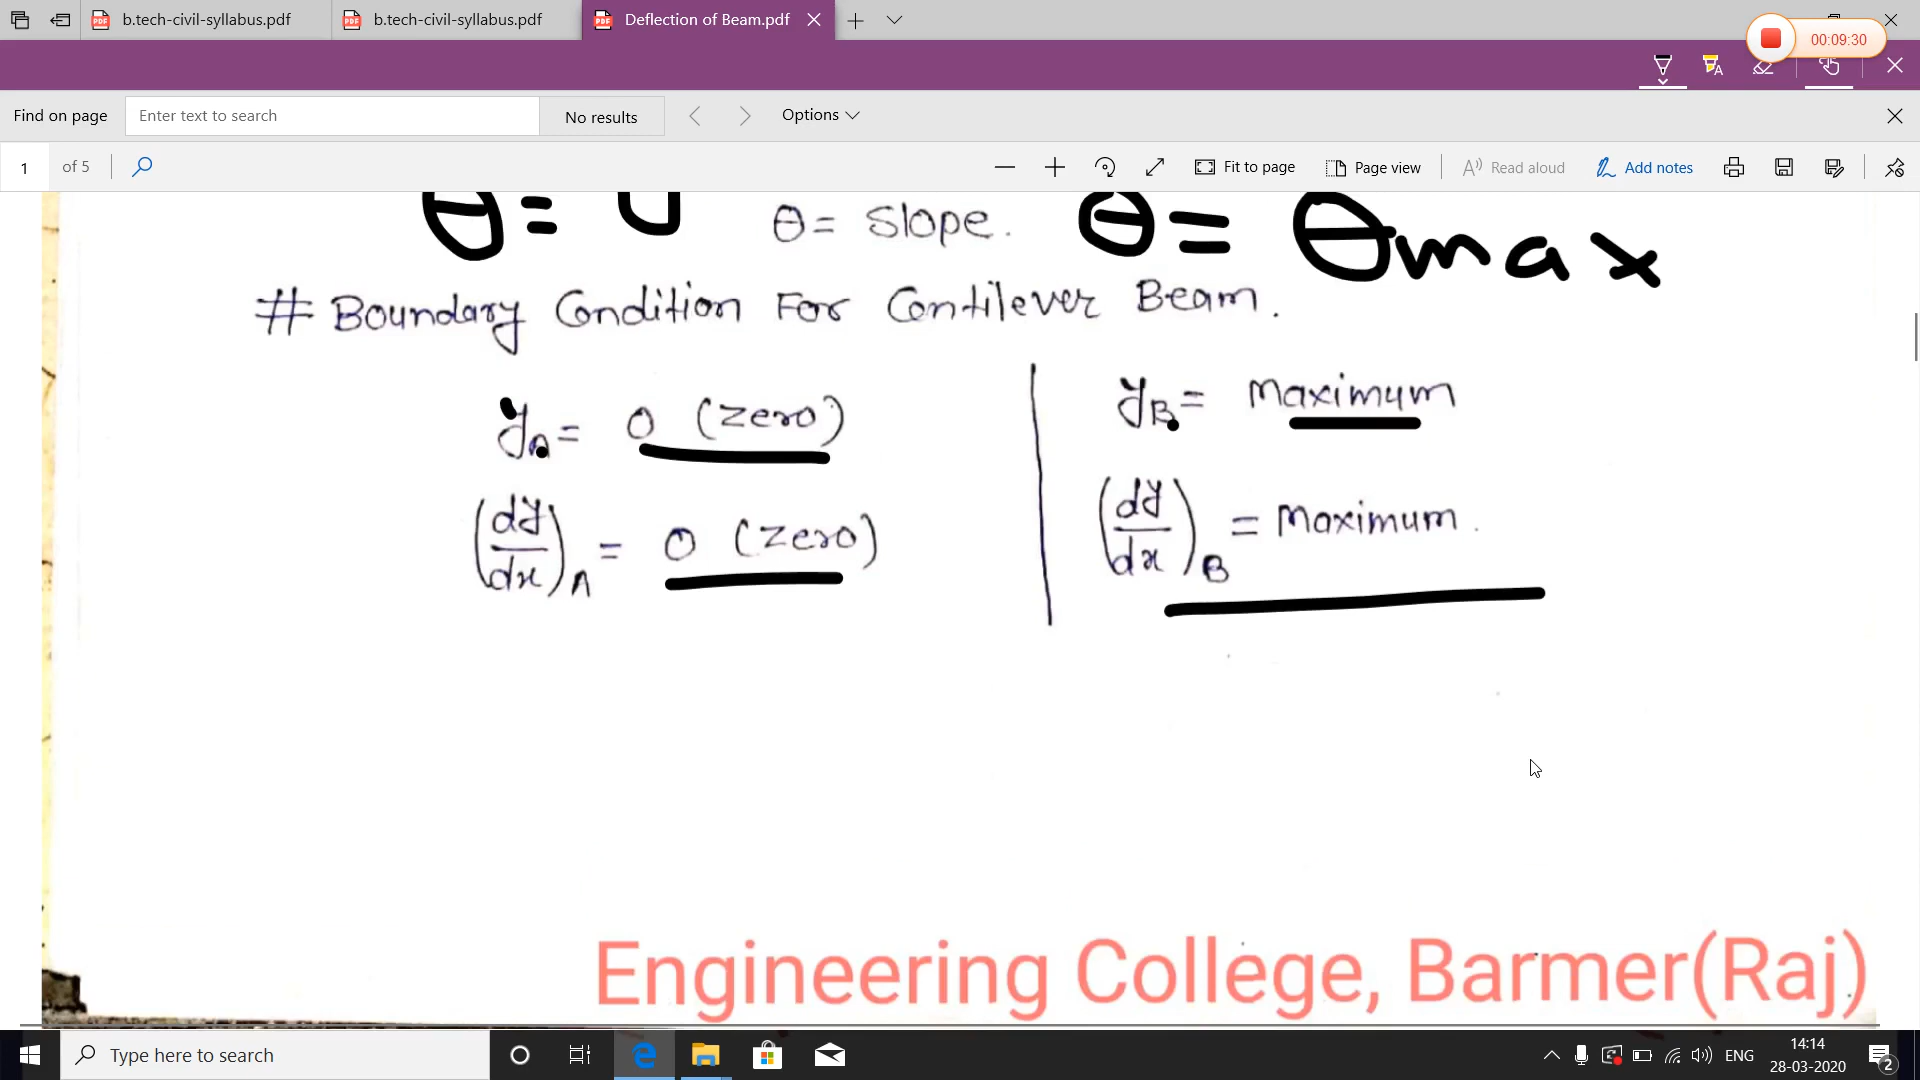 b.tech-civil-syllabus.pdf b.tech-civil-syllabus.pdf Deflection of Beam.pdf
00:09:30
Find on page Enter text to search No results Options
1 of 5 Fit to page Page view Read aloud Add notes
θ = 0 θ = Slope. θ = θmax
# Boundary Condition For Cantilever Beam.
yA = 0 (zero) yB = Maximum
(dy/dx)A = 0 (zero) (dy/dx)B = Maximum.
Engineering College, Barmer(Raj)
Type here to search ENG 14:14
28-03-2020 2